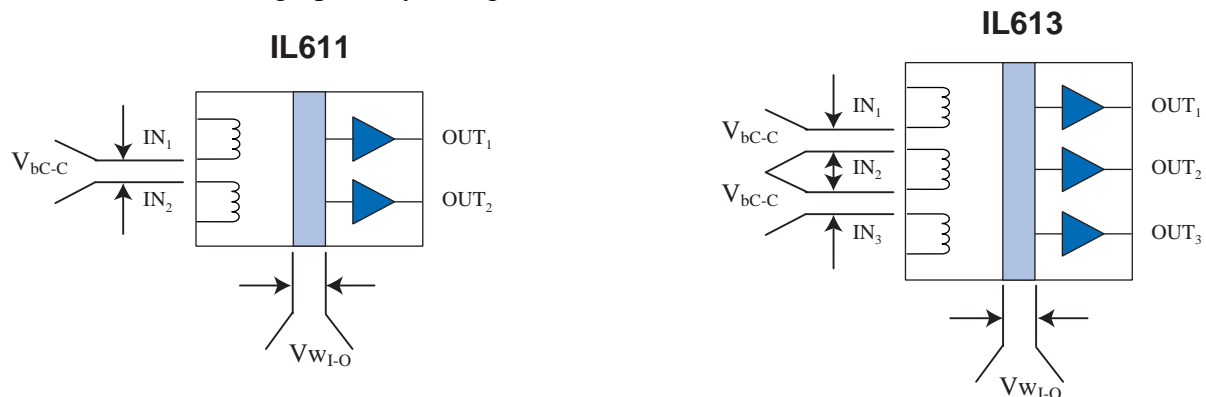 IL611
IN1
OUT1
VbC-C
IN2
OUT2
VwI-O
IL613
IN1
OUT1
VbC-C
IN2
OUT2
VbC-C
IN3
OUT3
VwI-O